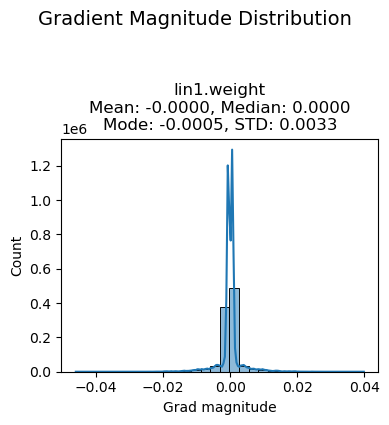 Gradient Magnitude Distribution
lin1.weight
Mean: -0.0000, Median: 0.0000
Mode: -0.0005, STD: 0.0033
1e6
1.2
1.0
0.8
0.6
0.4
0.2
0.0
Count
−0.04 −0.02 0.00 0.02 0.04
Grad magnitude